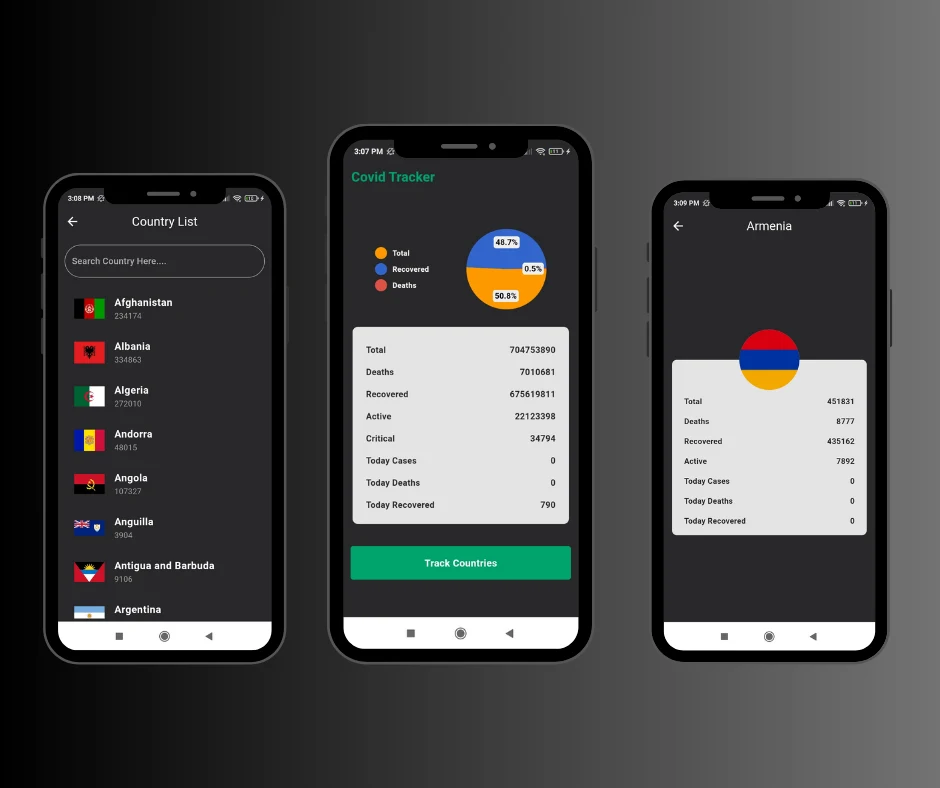 3:08 PM
Country List
Search Country Here....
Afghanistan
234174
Albania
334863
Algeria
272010
Andorra
48015
Angola
107327
Anguilla
3904
Antigua and Barbuda
9106
Argentina
3:07 PM
Covid Tracker
Total
Recovered
Deaths
48.7%
0.5%
50.8%
Total 704753890
Deaths 7010681
Recovered 675619811
Active 22123398
Critical 34794
Today Cases 0
Today Deaths 0
Today Recovered 790
Track Countries
3:09 PM
Armenia
Total 451831
Deaths 8777
Recovered 435162
Active 7892
Today Cases 0
Today Deaths 0
Today Recovered 0